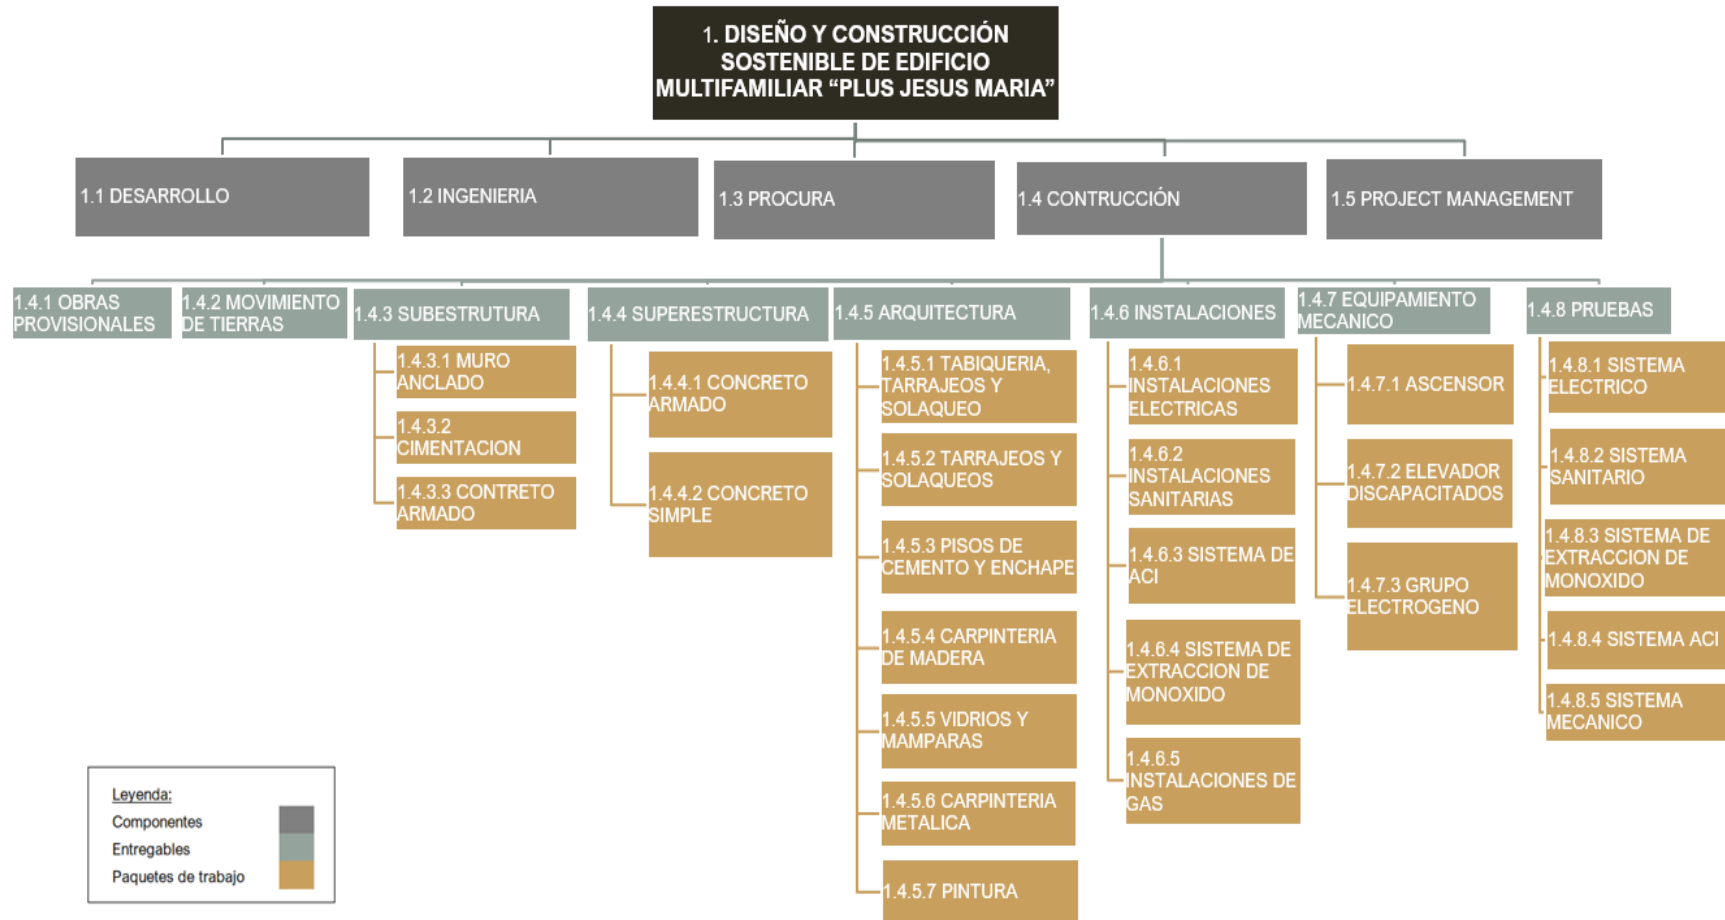 1. DISEÑO Y CONSTRUCCIÓN
SOSTENIBLE DE EDIFICIO
MULTIFAMILIAR “PLUS JESUS MARIA”
1.1 DESARROLLO
1.2 INGENIERIA
1.3 PROCURA
1.4 CONTRUCCIÓN
1.5 PROJECT MANAGEMENT
1.4.1 OBRAS
PROVISIONALES
1.4.2 MOVIMIENTO
DE TIERRAS
1.4.3 SUBESTRUTURA
1.4.3.1 MURO
ANCLADO
1.4.3.2
CIMENTACION
1.4.3.3 CONTRETO
ARMADO
1.4.4 SUPERESTRUCTURA
1.4.4.1 CONCRETO
ARMADO
1.4.4.2 CONCRETO
SIMPLE
1.4.5 ARQUITECTURA
1.4.5.1 TABIQUERIA,
TARRAJEOS Y
SOLAQUEO
1.4.5.2 TARRAJEOS Y
SOLAQUEOS
1.4.5.3 PISOS DE
CEMENTO Y ENCHAPE
1.4.5.4 CARPINTERIA
DE MADERA
1.4.5.5 VIDRIOS Y
MAMPARAS
1.4.5.6 CARPINTERIA
METALICA
1.4.5.7 PINTURA
1.4.6 INSTALACIONES
1.4.6.1
INSTALACIONES
ELECTRICAS
1.4.6.2
INSTALACIONES
SANITARIAS
1.4.6.3 SISTEMA DE
ACI
1.4.6.4 SISTEMA DE
EXTRACCION DE
MONOXIDO
1.4.6.5
INSTALACIONES DE
GAS
1.4.7 EQUIPAMIENTO
MECANICO
1.4.7.1 ASCENSOR
1.4.7.2 ELEVADOR
DISCAPACITADOS
1.4.7.3 GRUPO
ELECTROGENO
1.4.8 PRUEBAS
1.4.8.1 SISTEMA
ELECTRICO
1.4.8.2 SISTEMA
SANITARIO
1.4.8.3 SISTEMA DE
EXTRACCION DE
MONOXIDO
1.4.8.4 SISTEMA ACI
1.4.8.5 SISTEMA
MECANICO
Leyenda:
Componentes
Entregables
Paquetes de trabajo